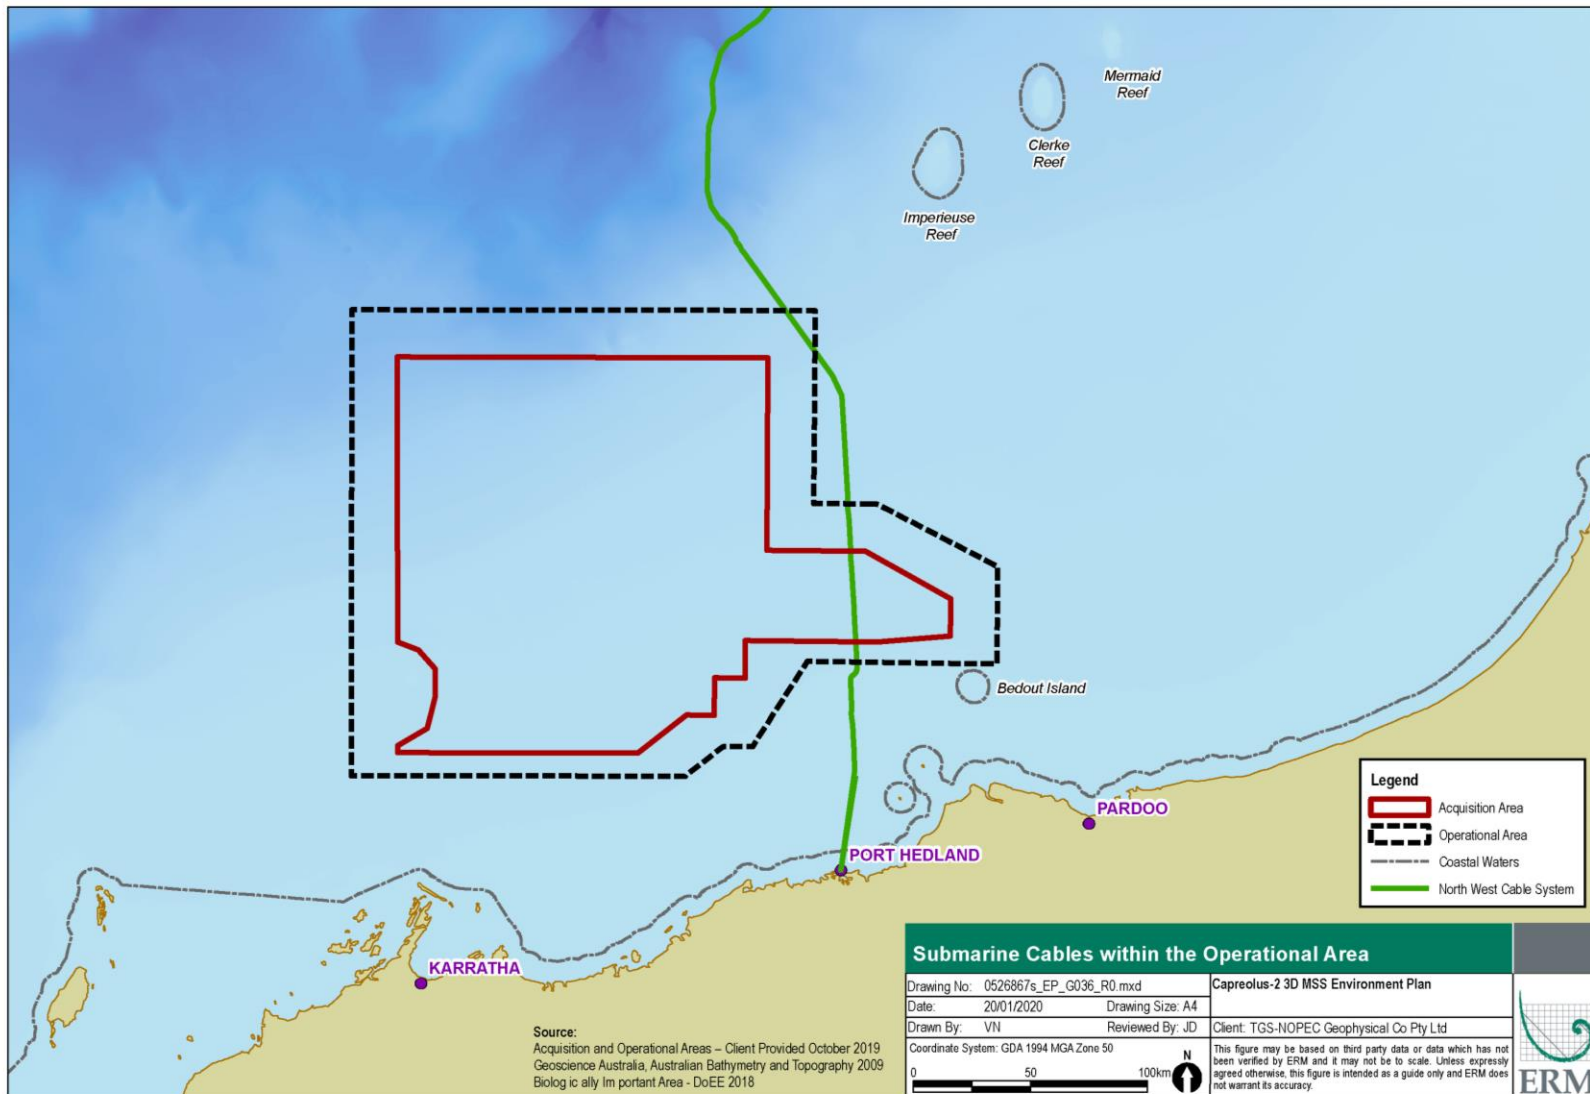 Mermaid
Reef
Clerke
Reef
Imperieuse
Reef
Bedout Island
PARDOO
PORT HEDLAND
KARRATHA
Legend
Acquisition Area
Operational Area
Coastal Waters
North West Cable System
Source:
Acquisition and Operational Areas – Client Provided October 2019
Geoscience Australia, Australian Bathymetry and Topography 2009
Biolog ic ally Im portant Area - DoEE 2018
Submarine Cables within the Operational Area
Drawing No: 0526867s_EP_G036_R0.mxd
Capreolus-2 3D MSS Environment Plan
Date: 20/01/2020 Drawing Size: A4
Drawn By: VN Reviewed By: JD
Client: TGS-NOPEC Geophysical Co Pty Ltd
Coordinate System: GDA 1994 MGA Zone 50
0 50 100km
N
This figure may be based on third party data or data which has not
been verified by ERM and it may not be to scale. Unless expressly
agreed otherwise, this figure is intended as a guide only and ERM does
not warrant its accuracy.
ERM